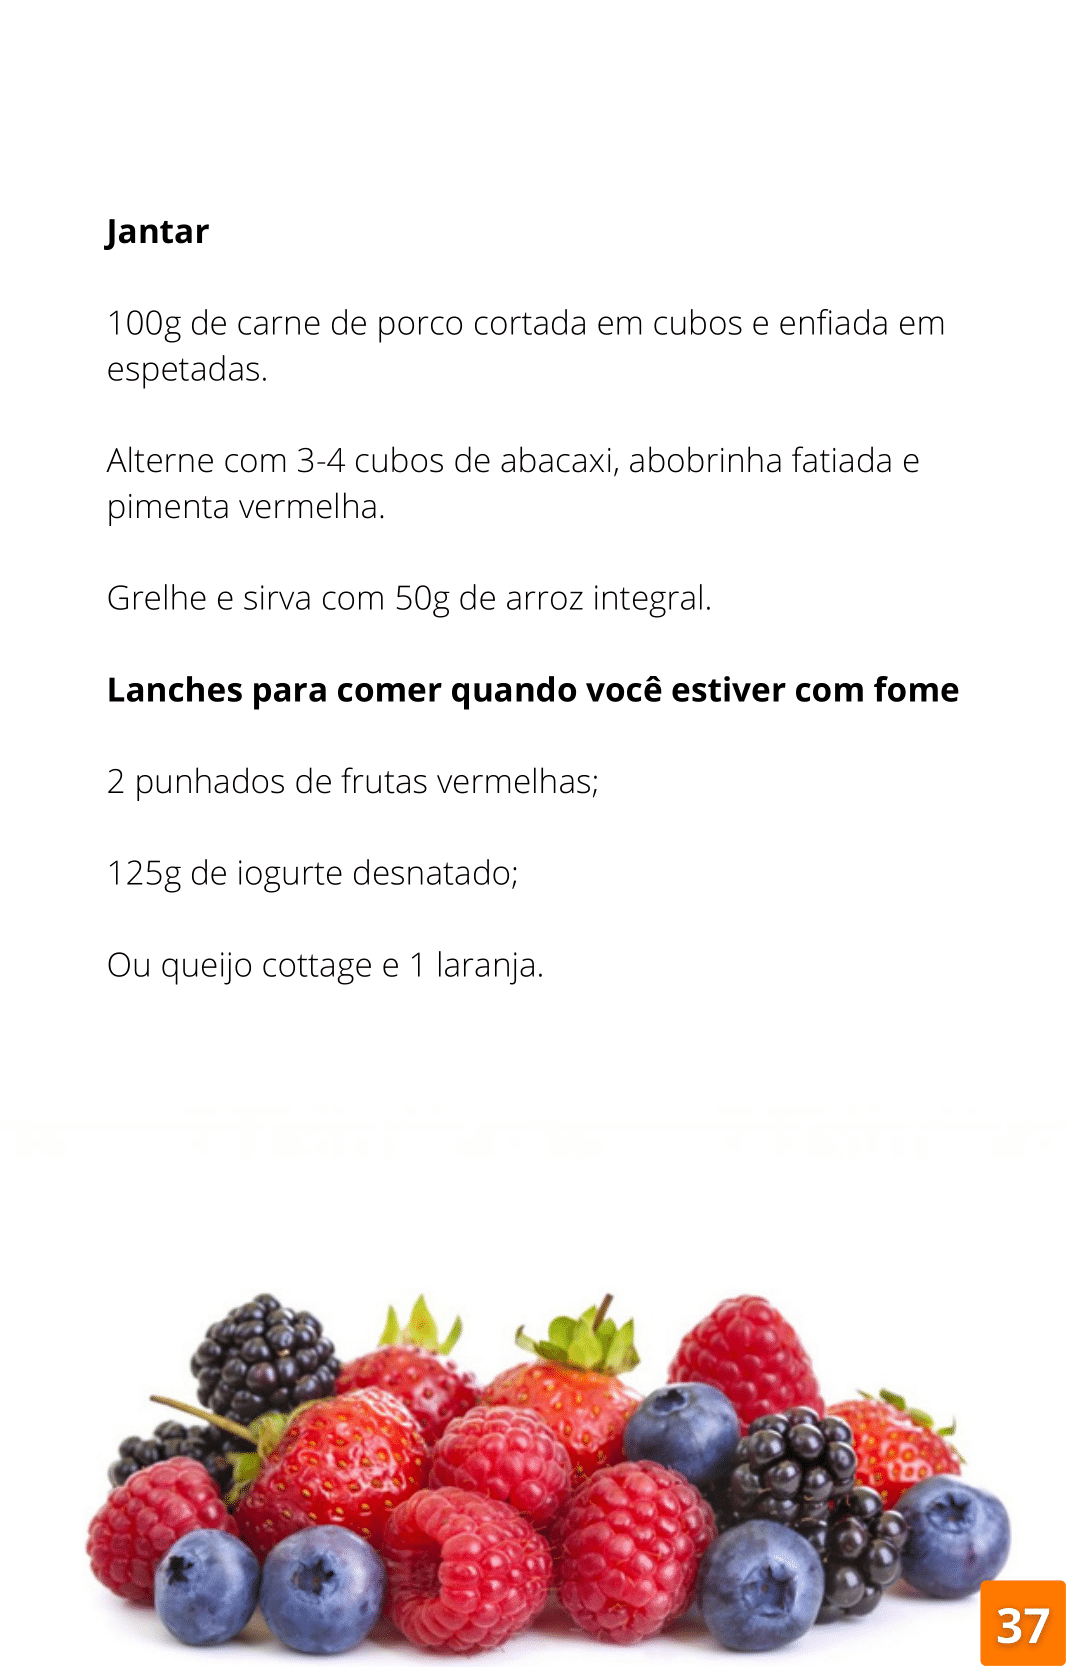 Jantar
100g de carne de porco cortada em cubos e enfiada em
espetadas.
Alterne com 3-4 cubos de abacaxi, abobrinha fatiada e
pimenta vermelha.
Grelhe e sirva com 50g de arroz integral.
Lanches para comer quando você estiver com fome
2 punhados de frutas vermelhas;
125g de iogurte desnatado;
Ou queijo cottage e 1 laranja.
37